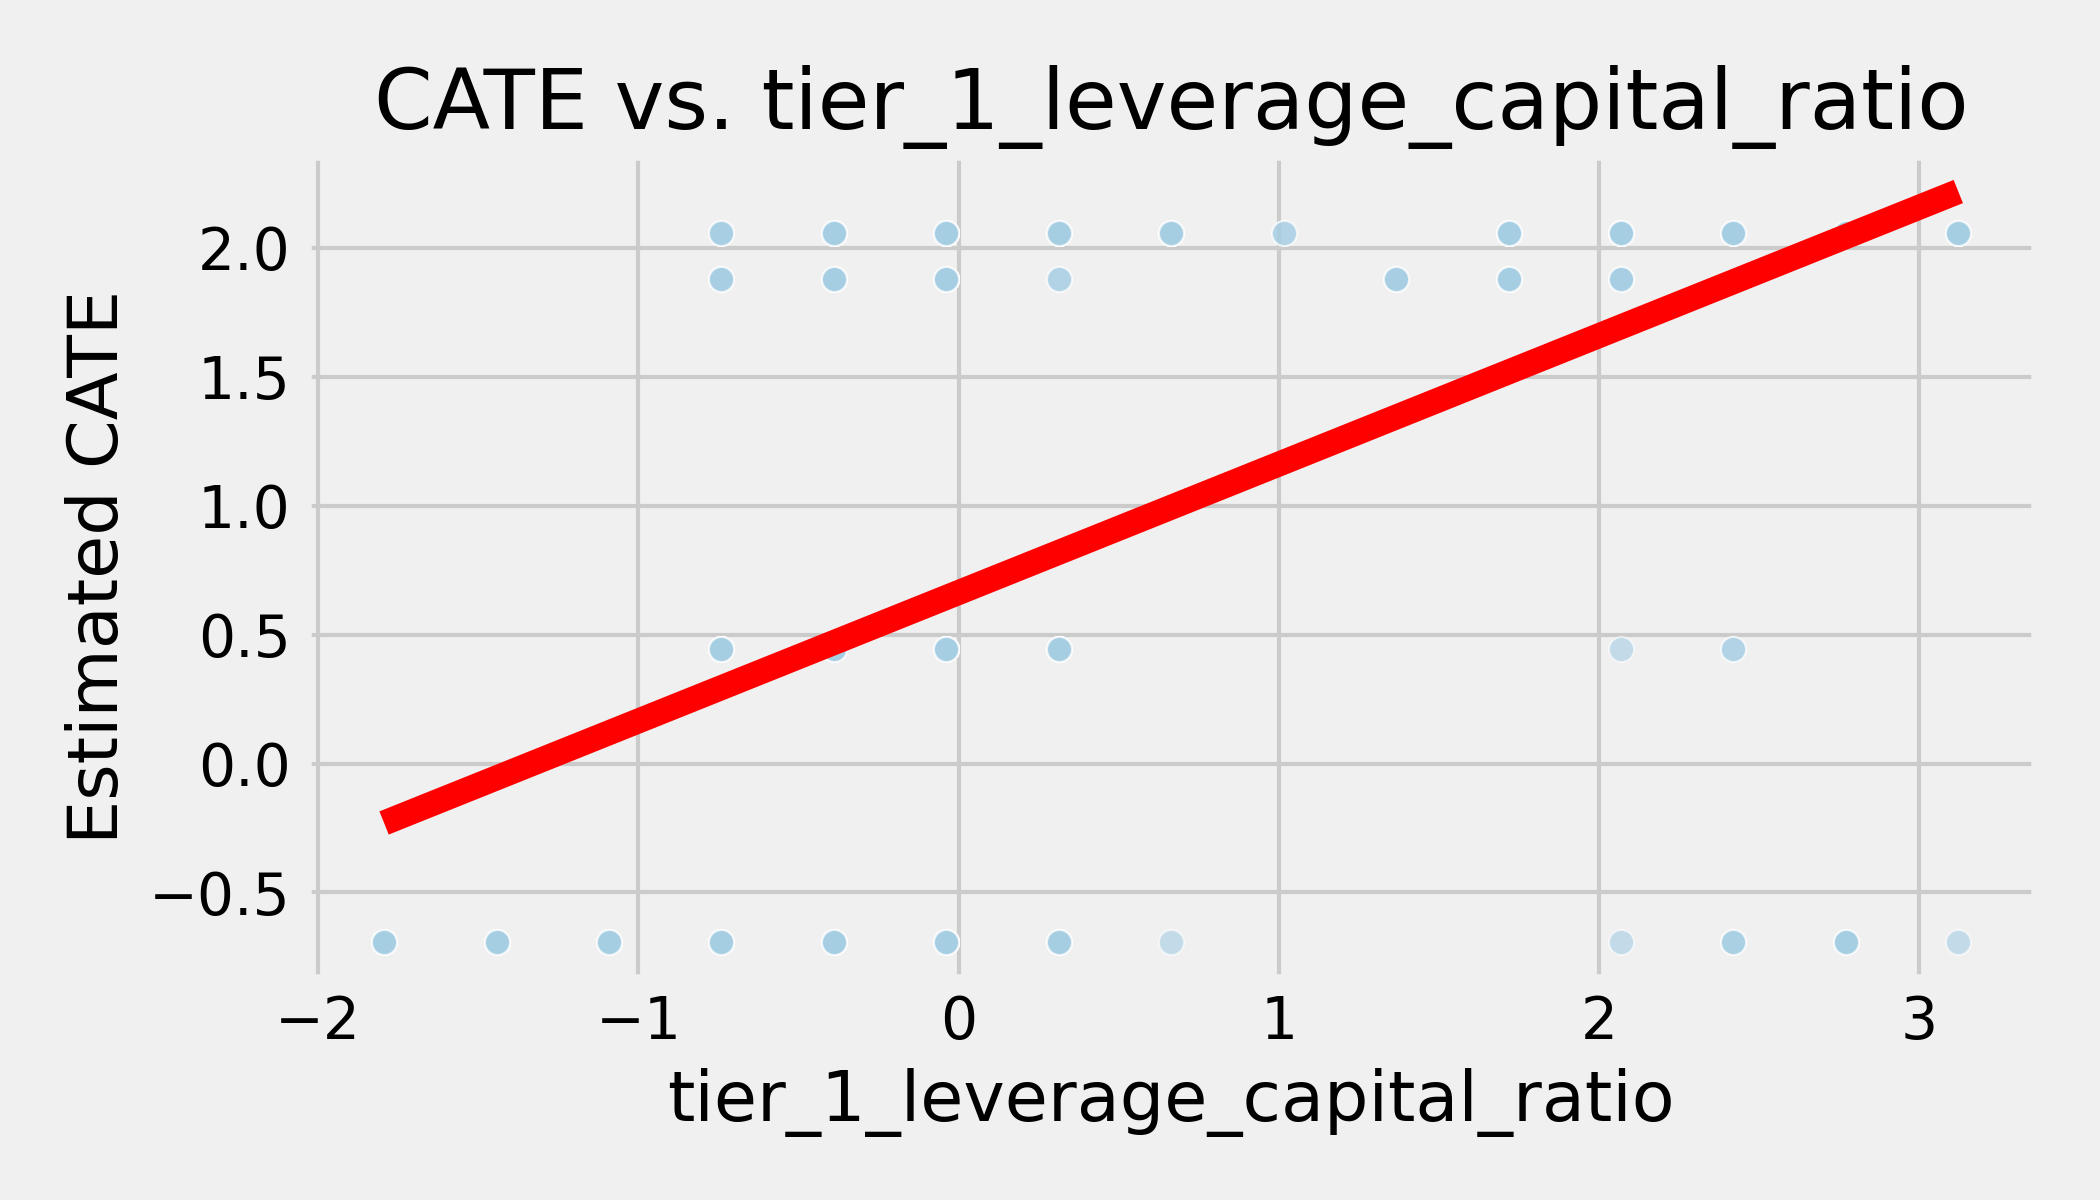 CATE vs. tier_1_leverage_capital_ratio
Estimated CATE
2.0
1.5
1.0
0.5
0.0
−0.5
−2 −1 0 1 2 3
tier_1_leverage_capital_ratio